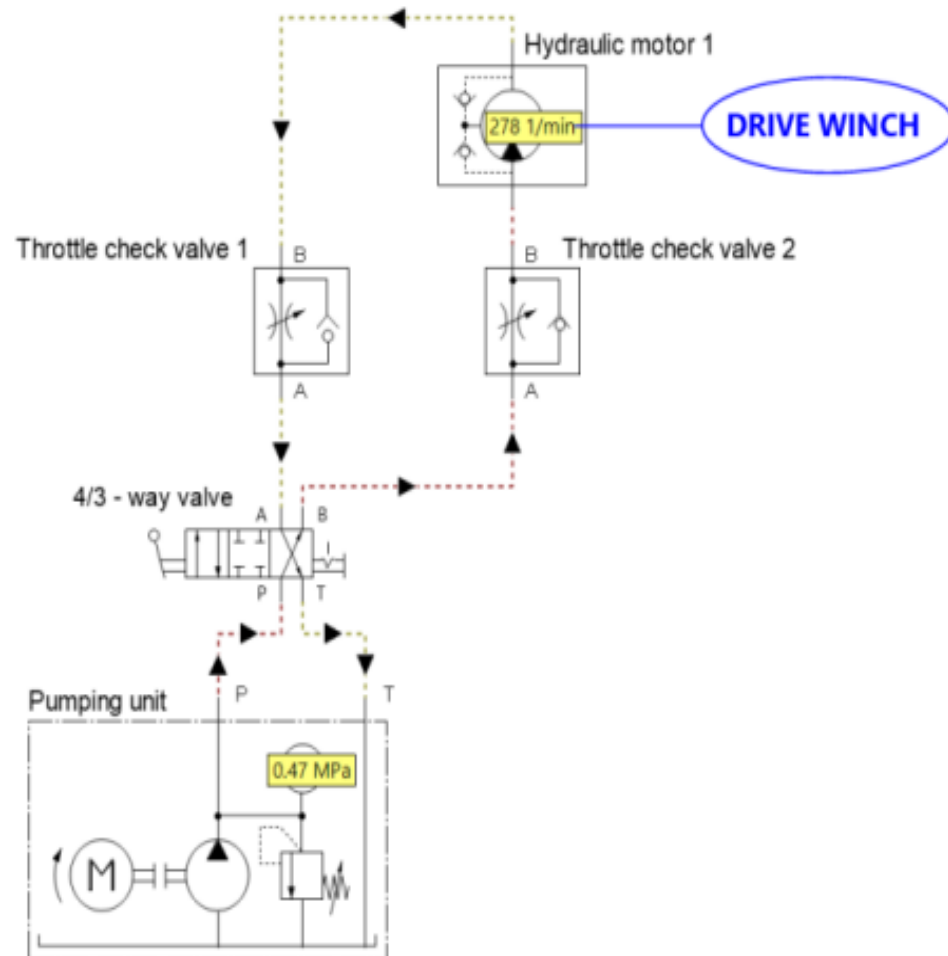 Hydraulic motor 1
278 1/min
DRIVE WINCH
Throttle check valve 1
B
B
Throttle check valve 2
A
A
4/3 - way valve
A
B
P
T
P
T
Pumping unit
0.47 MPa
M